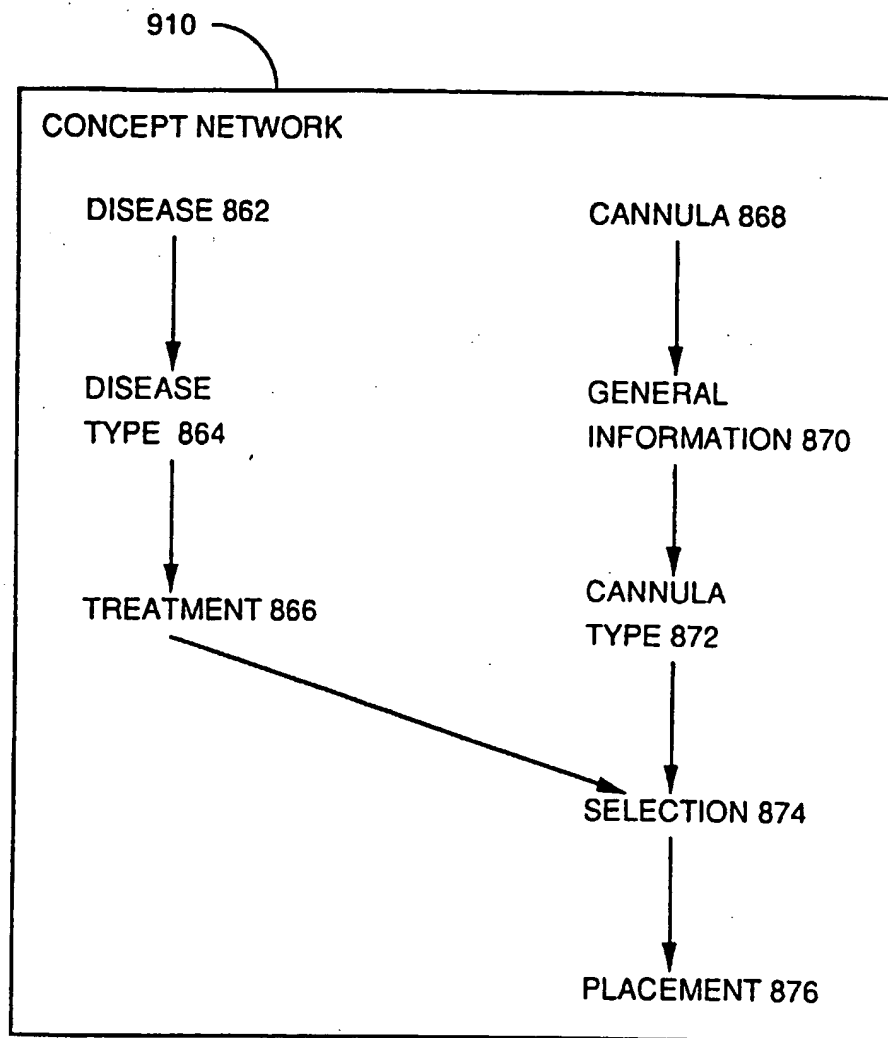 910
CONCEPT NETWORK
DISEASE 862
CANNULA 868
DISEASE
TYPE 864
GENERAL
INFORMATION 870
TREATMENT 866
CANNULA
TYPE 872
SELECTION 874
PLACEMENT 876